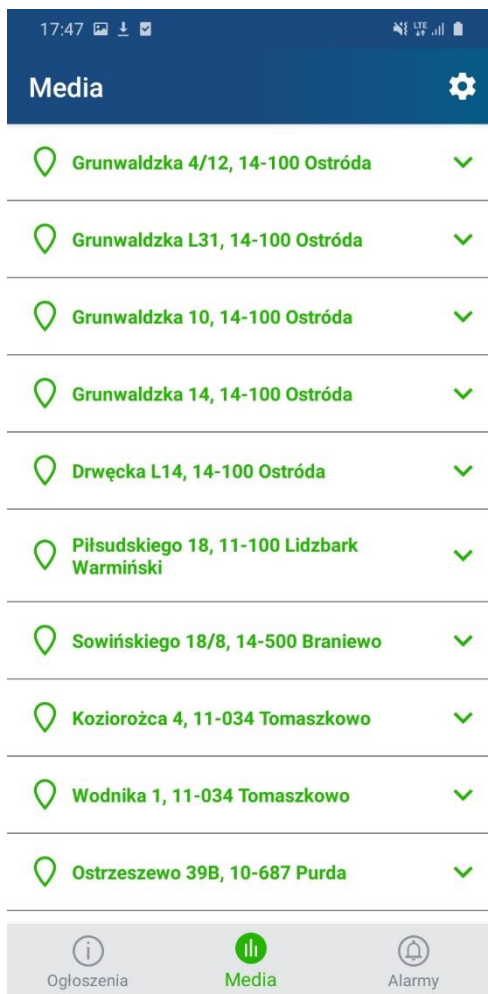 17:47
LTE
Media
Grunwaldzka 4/12, 14-100 Ostróda
Grunwaldzka L31, 14-100 Ostróda
Grunwaldzka 10, 14-100 Ostróda
Grunwaldzka 14, 14-100 Ostróda
Drwęcka L14, 14-100 Ostróda
Piłsudskiego 18, 11-100 Lidzbark
Warmiński
Sowińskiego 18/8, 14-500 Braniewo
Koziorożca 4, 11-034 Tomaszkowo
Wodnika 1, 11-034 Tomaszkowo
Ostrzeszewo 39B, 10-687 Purda
Ogłoszenia
Media
Alarmy